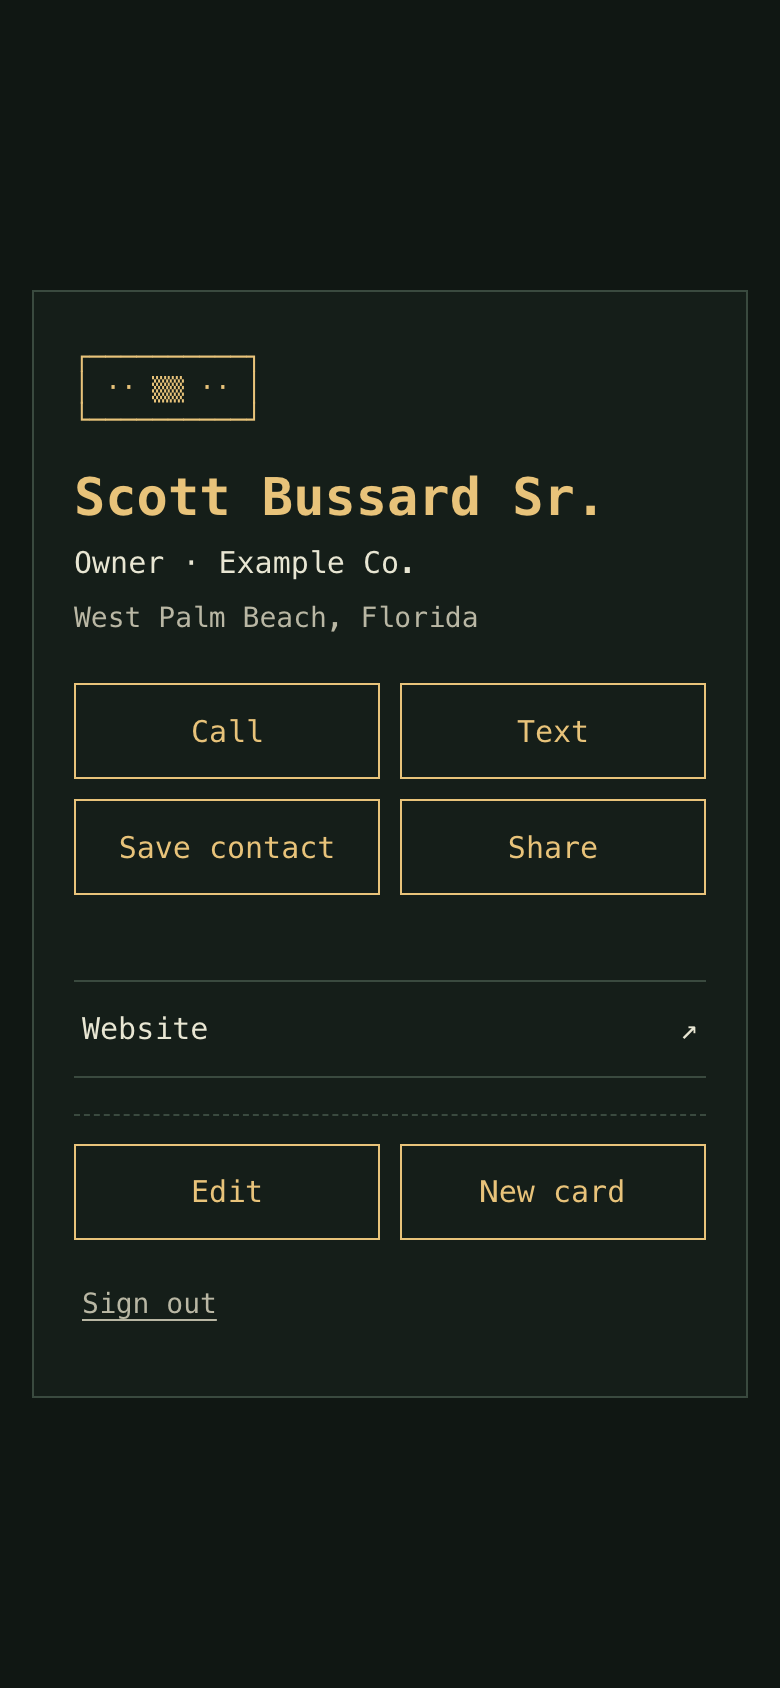 ·· ▒▒ ··
Scott Bussard Sr.
Owner · Example Co.
West Palm Beach, Florida
Call
Text
Save contact
Share
Website ↗
Edit
New card
Sign out